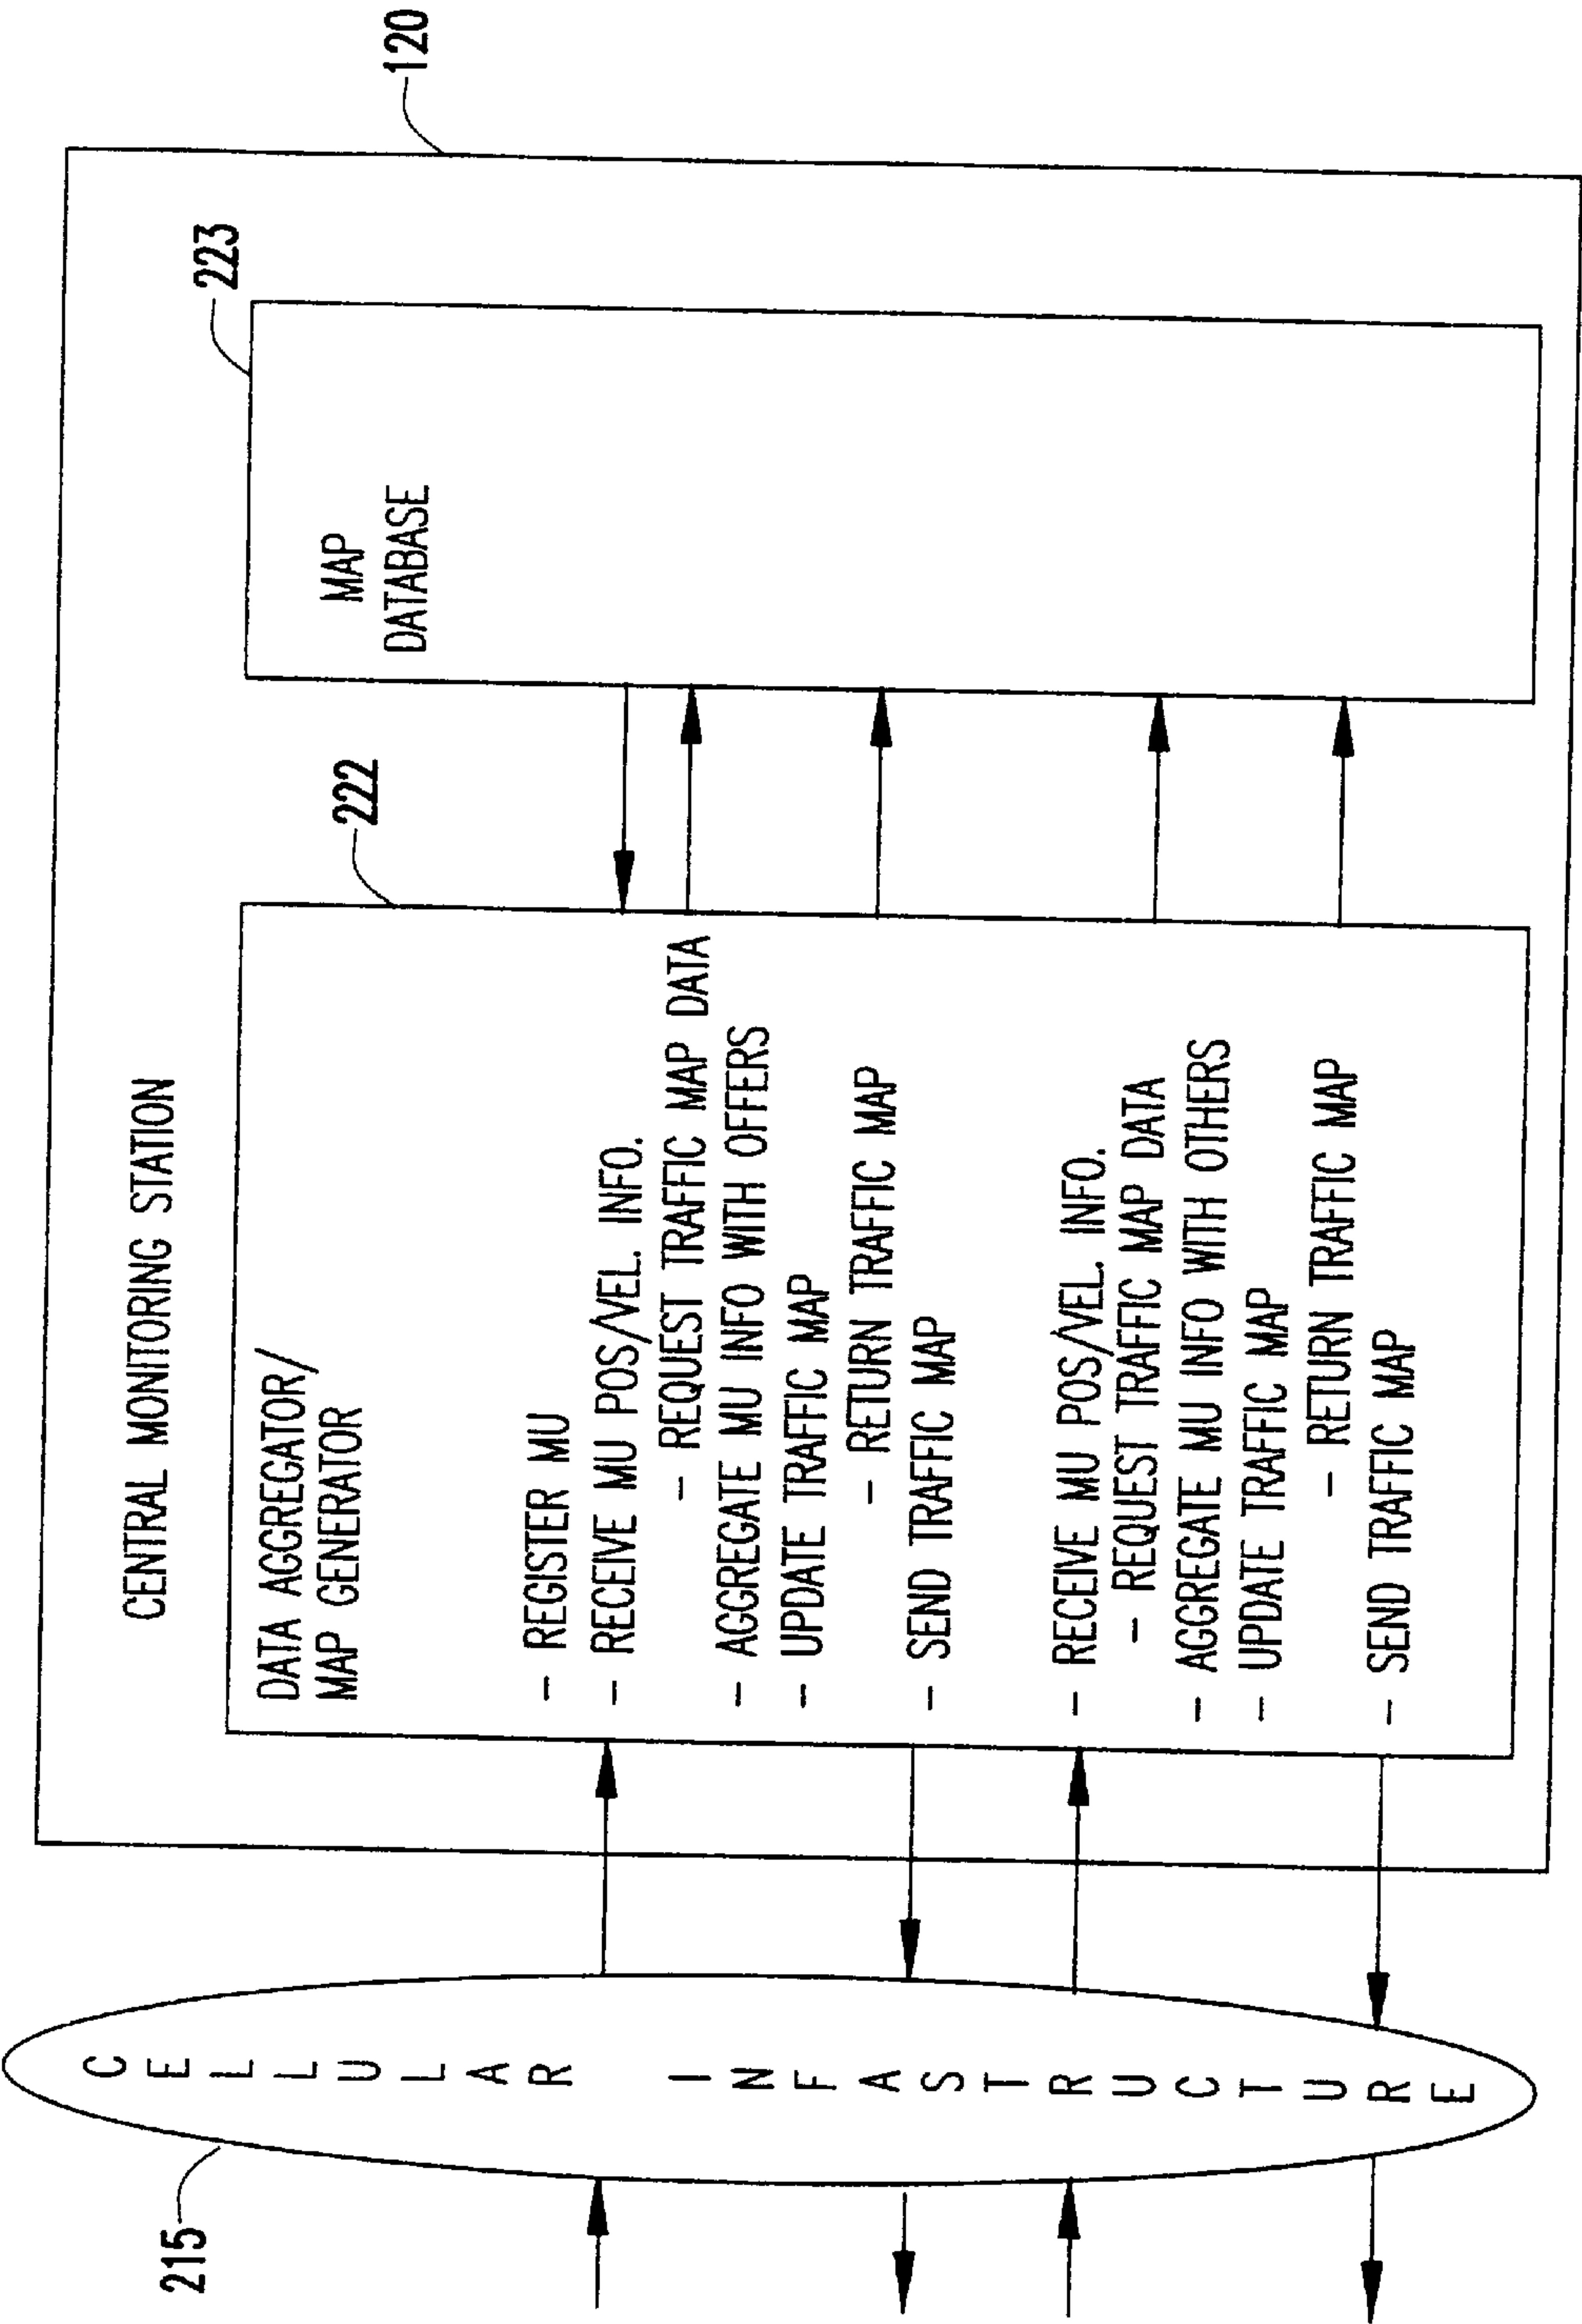 120
223
222
215
CENTRAL MONITORING STATION
DATA AGGREGATOR/
MAP GENERATOR
- REGISTER MU
- RECEIVE MU POS/VEL. INFO.
- REQUEST TRAFFIC MAP DATA
- AGGREGATE MU INFO WITH OFFERS
- UPDATE TRAFFIC MAP
- RETURN TRAFFIC MAP
- SEND TRAFFIC MAP
- RECEIVE MU POS/VEL. INFO.
- REQUEST TRAFFIC MAP DATA
- AGGREGATE MU INFO WITH OTHERS
- UPDATE TRAFFIC MAP
- RETURN TRAFFIC MAP
- SEND TRAFFIC MAP
MAP
DATABASE
CELLULAR INFASTRUCTURE